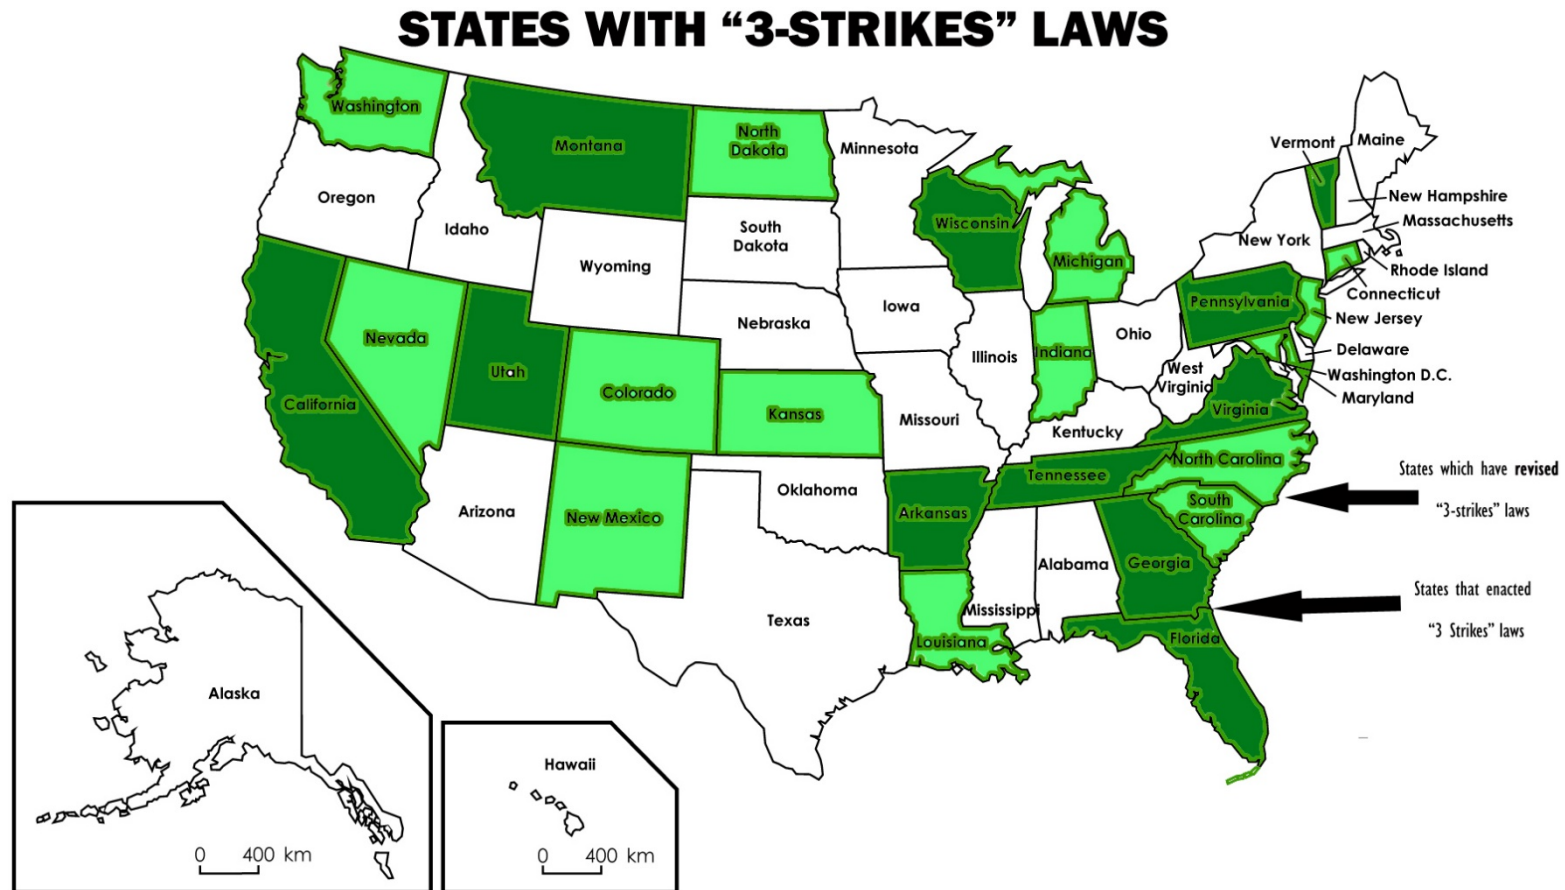 STATES WITH “3-STRIKES” LAWS
Washington
Montana
North
Dakota
Minnesota
Vermont
Maine
Oregon
Idaho
Wyoming
South
Dakota
Wisconsin
Michigan
New York
New Hampshire
Massachusetts
Rhode Island
Connecticut
New Jersey
Delaware
Washington D.C.
Maryland
Pennsylvania
Nevada
Utah
California
Colorado
Nebraska
Kansas
Iowa
Illinois
Indiana
Ohio
West
Virginia
Virginia
Missouri
Kentucky
Arizona
New Mexico
Oklahoma
Arkansas
Tennessee
North Carolina
South
Carolina
States which have revised
“3-strikes” laws
Texas
Louisiana
Mississippi
Alabama
Georgia
Florida
States that enacted
“3 Strikes” laws
Alaska
0 400 km
Hawaii
0 400 km